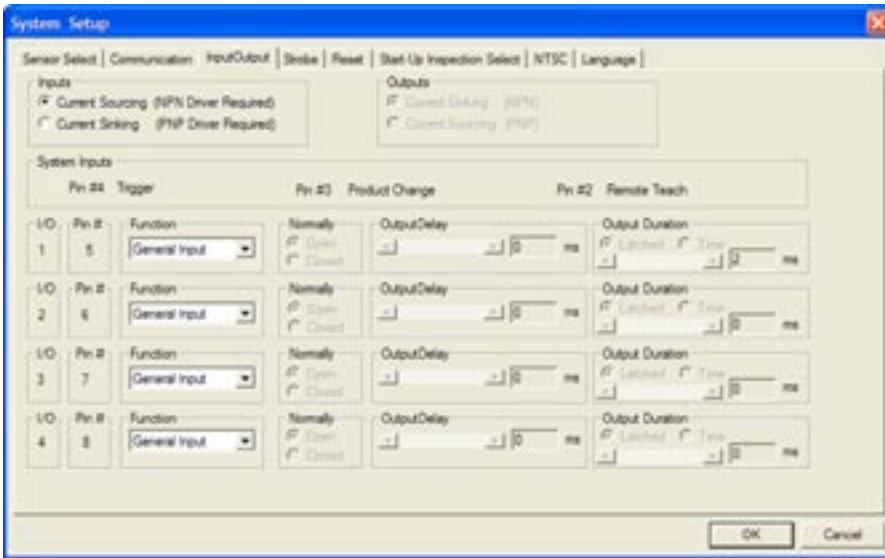 System Setup
Sensor Select Communication Input/Output Strobe Reset Start-Up Inspection Select NTSC Language
Inputs
Current Sourcing (NPN Driver Required)
Current Sinking (PNP Driver Required)
Outputs
Current Sinking (NPN)
Current Sourcing (PNP)
System Inputs
Pin #4 Trigger Pin #3 Product Change Pin #2 Remote Teach
I/O Pin # Function Normally Output Delay Output Duration
1 5 General Input Open Closed 0 ms Latched Time 2 ms
I/O Pin # Function Normally Output Delay Output Duration
2 6 General Input Open Closed 0 ms Latched Time 0 ms
I/O Pin # Function Normally Output Delay Output Duration
3 7 General Input Open Closed 0 ms Latched Time 0 ms
I/O Pin # Function Normally Output Delay Output Duration
4 8 General Input Open Closed 0 ms Latched Time 0 ms
OK Cancel